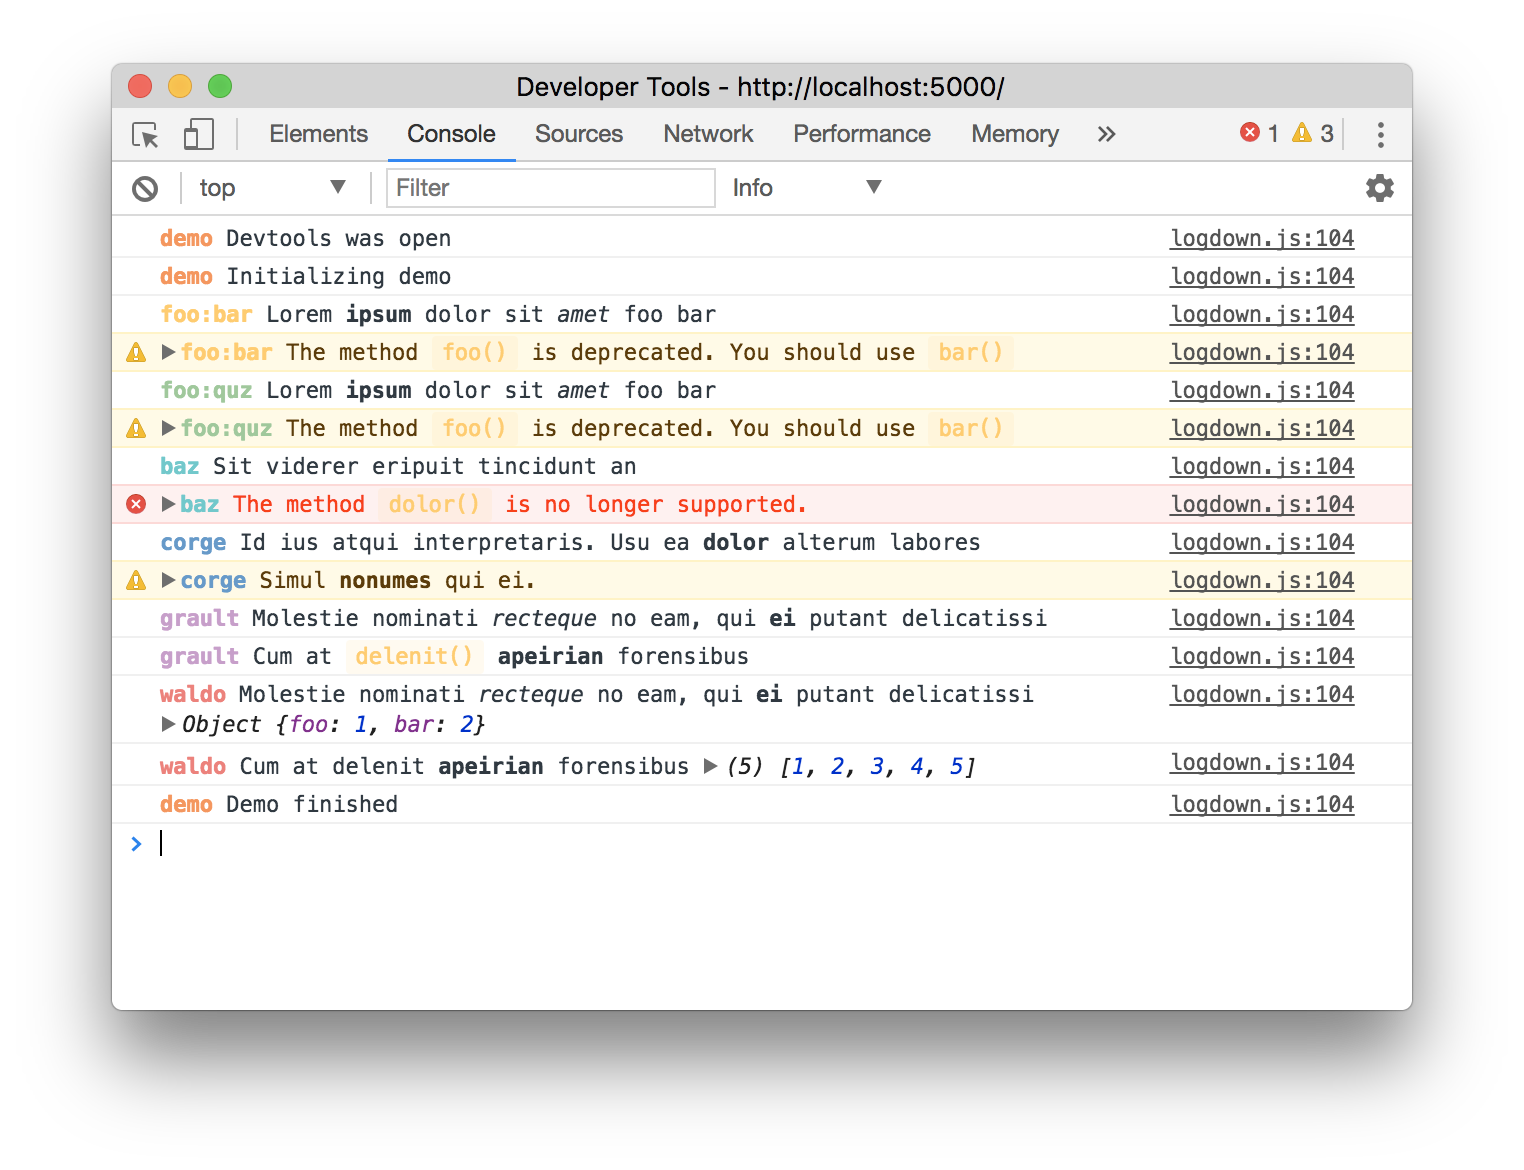 Developer Tools - http://localhost:5000/
Elements Console Sources Network Performance Memory » 1 3
top Filter Info
demo Devtools was open logdown.js:104
demo Initializing demo logdown.js:104
foo:bar Lorem ipsum dolor sit amet foo bar logdown.js:104
foo:bar The method foo() is deprecated. You should use bar() logdown.js:104
foo:quz Lorem ipsum dolor sit amet foo bar logdown.js:104
foo:quz The method foo() is deprecated. You should use bar() logdown.js:104
baz Sit viderer eripuit tincidunt an logdown.js:104
baz The method dolor() is no longer supported. logdown.js:104
corge Id ius atqui interpretaris. Usu ea dolor alterum labores logdown.js:104
corge Simul nonumes qui ei. logdown.js:104
grault Molestie nominati recteque no eam, qui ei putant delicatissi logdown.js:104
grault Cum at delenit() apeirian forensibus logdown.js:104
waldo Molestie nominati recteque no eam, qui ei putant delicatissi logdown.js:104
Object {foo: 1, bar: 2}
waldo Cum at delenit apeirian forensibus (5) [1, 2, 3, 4, 5] logdown.js:104
demo Demo finished logdown.js:104
>